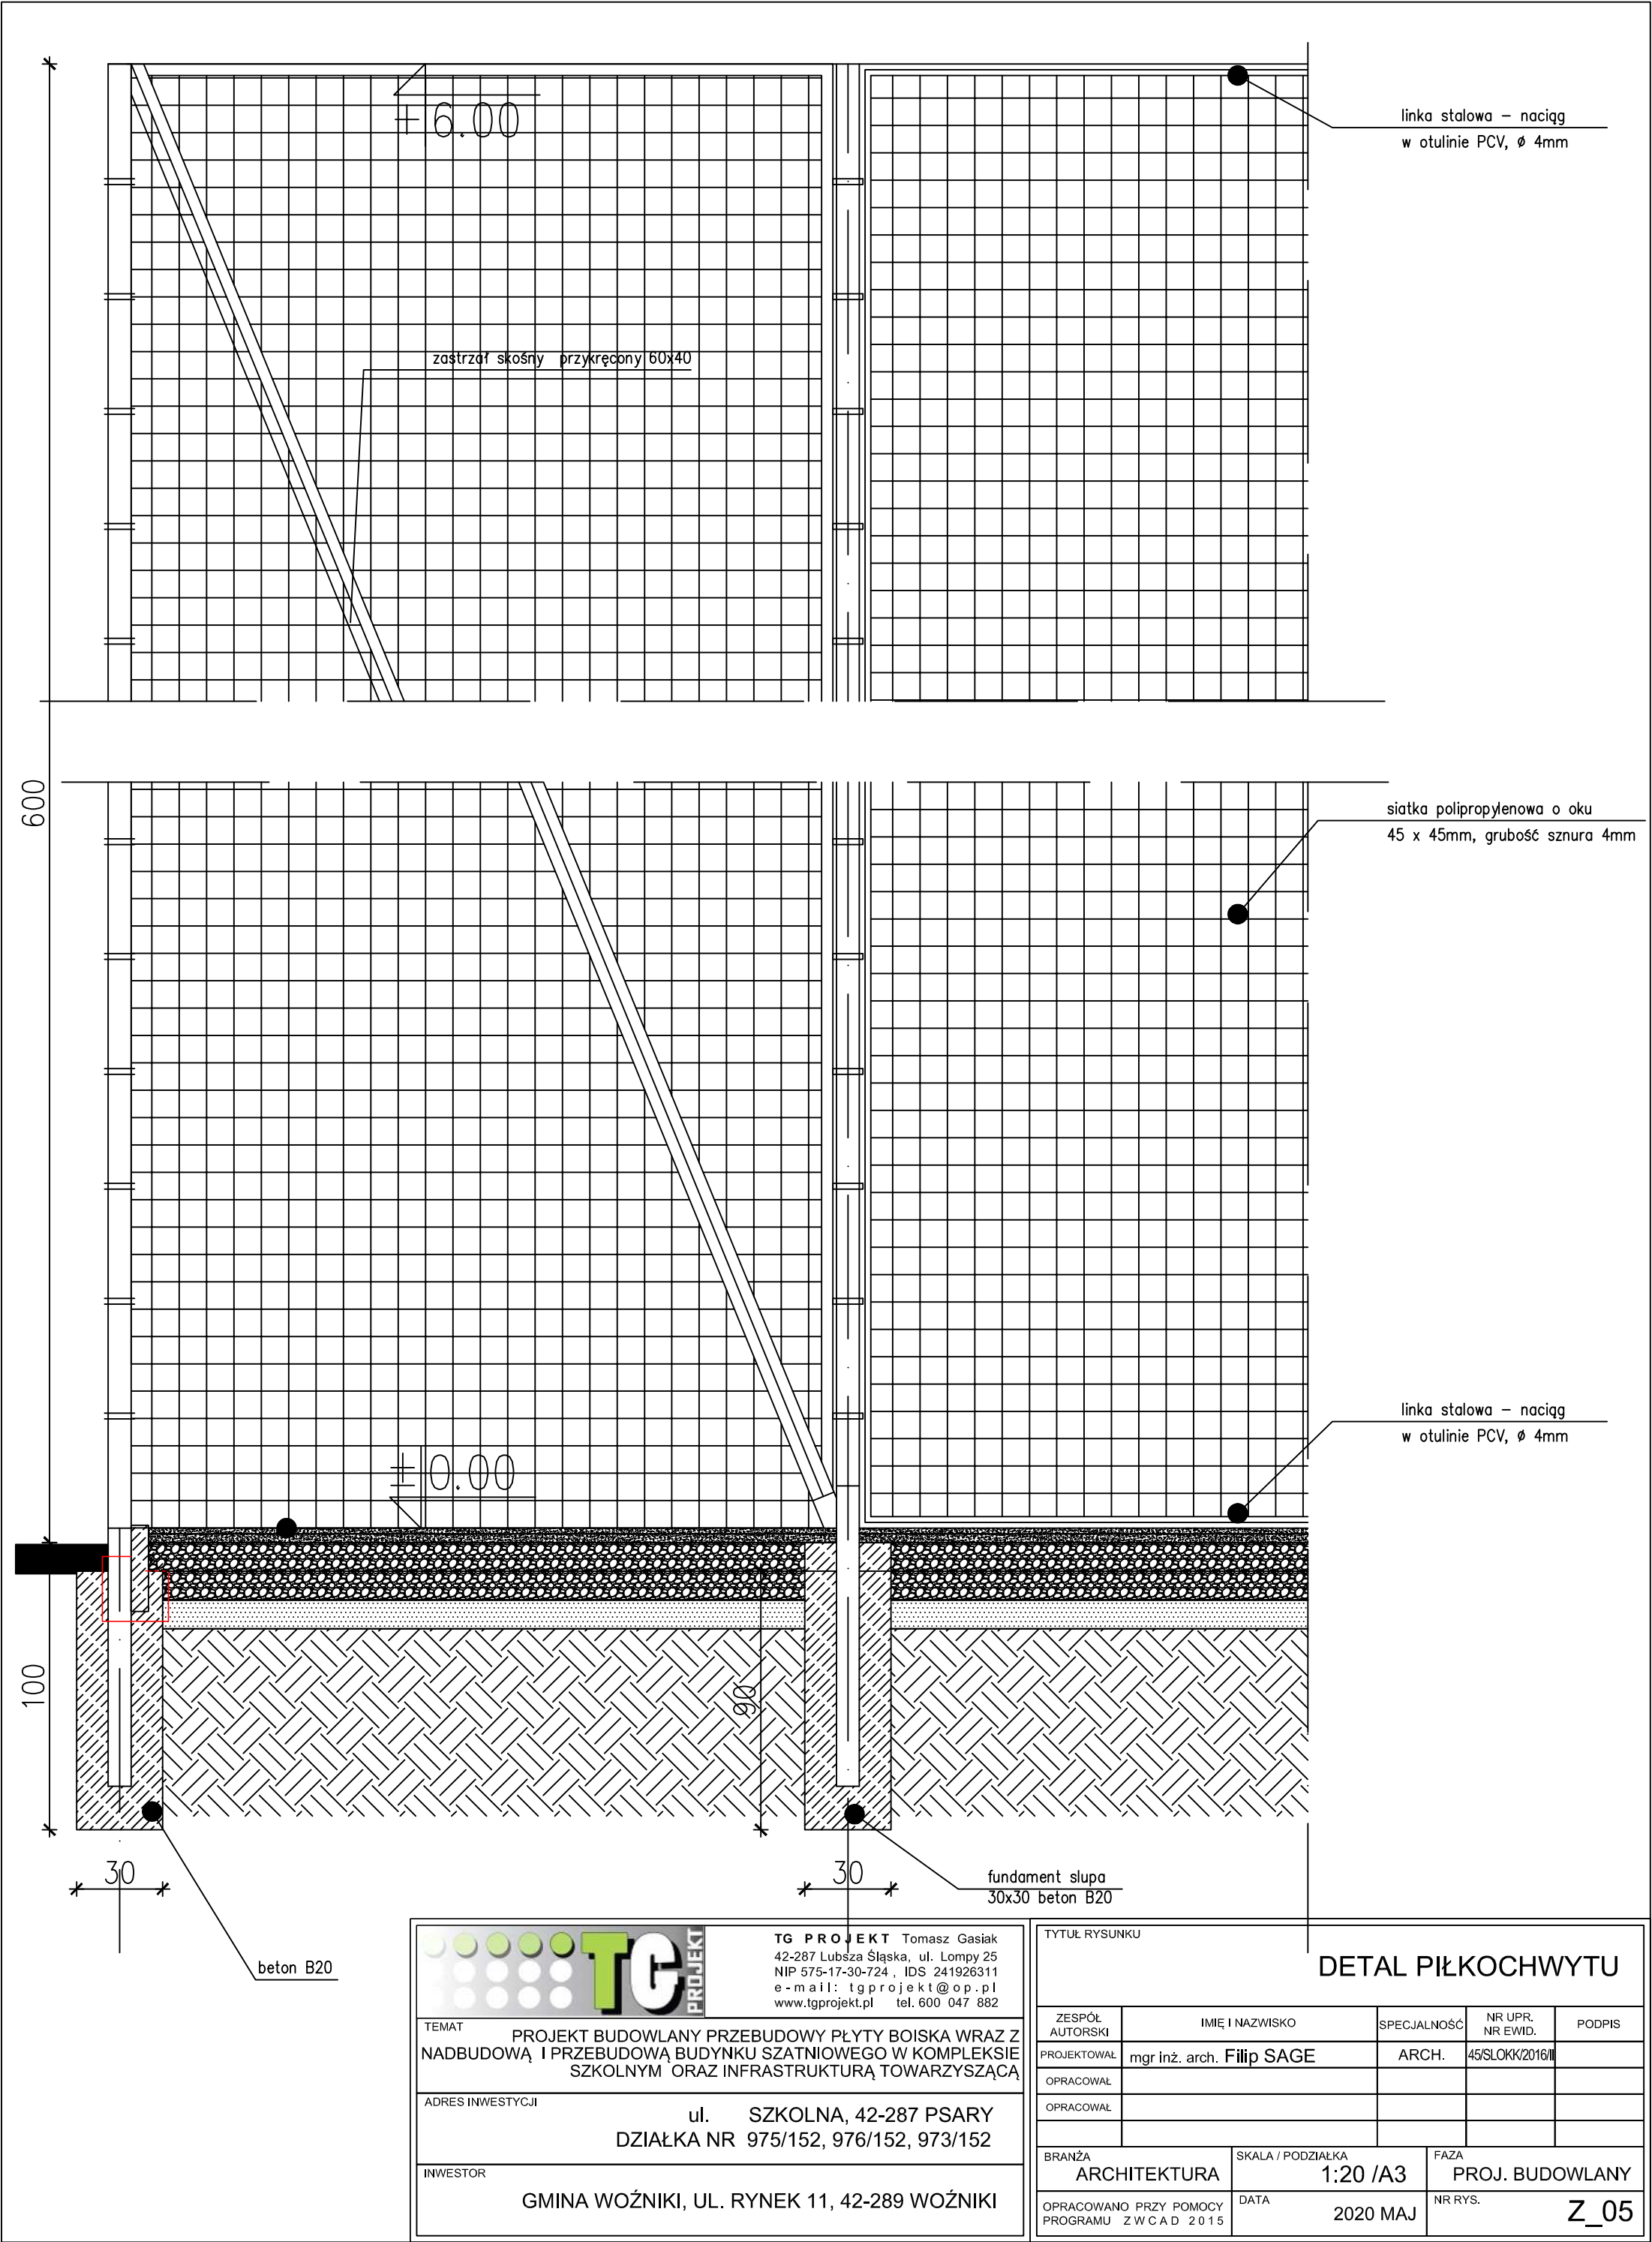 +6.00
linka stalowa – naciąg
w otulinie PCV, ø 4mm
zastrzał skośny przykręcony 60x40
600
siatka polipropylenowa o oku
45 x 45mm, grubość sznura 4mm
linka stalowa – naciąg
w otulinie PCV, ø 4mm
±0.00
100
90
30
30
fundament slupa
30x30 beton B20
beton B20
TG PROJEKT
TG PROJEKT Tomasz Gasiak
42-287 Lubsza Śląska, ul. Lompy 25
NIP 575-17-30-724 , IDS 241926311
e-mail: tgprojekt@op.pl
www.tgprojekt.pl tel. 600 047 882
TEMAT
PROJEKT BUDOWLANY PRZEBUDOWY PŁYTY BOISKA WRAZ Z
NADBUDOWĄ I PRZEBUDOWĄ BUDYNKU SZATNIOWEGO W KOMPLEKSIE
SZKOLNYM ORAZ INFRASTRUKTURĄ TOWARZYSZĄCĄ
ADRES INWESTYCJI
ul. SZKOLNA, 42-287 PSARY
DZIAŁKA NR 975/152, 976/152, 973/152
INWESTOR
GMINA WOŹNIKI, UL. RYNEK 11, 42-289 WOŹNIKI
TYTUŁ RYSUNKU
DETAL PIŁKOCHWYTU
ZESPÓŁ
AUTORSKI
IMIĘ I NAZWISKO
SPECJALNOŚĆ
NR UPR.
NR EWID.
PODPIS
PROJEKTOWAŁ
mgr inż. arch. Filip SAGE
ARCH.
45/SLOKK/2016/II
OPRACOWAŁ
OPRACOWAŁ
BRANŻA
ARCHITEKTURA
SKALA / PODZIAŁKA
1:20 /A3
FAZA
PROJ. BUDOWLANY
OPRACOWANO PRZY POMOCY
PROGRAMU ZWCAD 2015
DATA
2020 MAJ
NR RYS.
Z_05